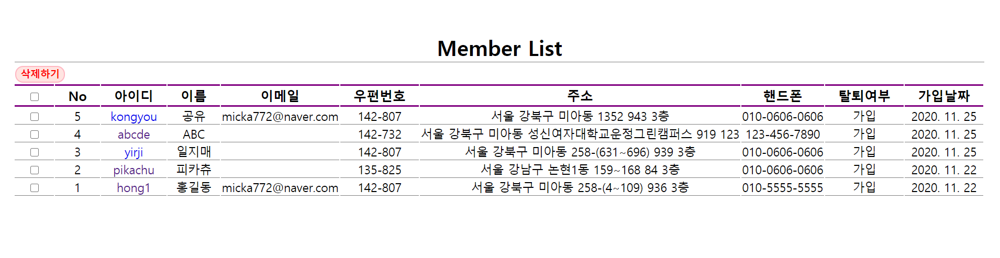 Member List
삭제하기
No 아이디 이름 이메일 우편번호 주소 핸드폰 탈퇴여부 가입날짜
5 kongyou 공유 micka772@naver.com 142-807 서울 강북구 미아동 1352 943 3층 010-0606-0606 가입 2020. 11. 25
4 abcde ABC 142-732 서울 강북구 미아동 성신여자대학교운정그린캠퍼스 919 123 123-456-7890 가입 2020. 11. 25
3 yirji 일지매 142-807 서울 강북구 미아동 258-(631~696) 939 3층 010-0606-0606 가입 2020. 11. 25
2 pikachu 피카츄 135-825 서울 강남구 논현1동 159~168 84 3층 010-0606-0606 가입 2020. 11. 22
1 hong1 홍길동 micka772@naver.com 142-807 서울 강북구 미아동 258-(4~109) 936 3층 010-5555-5555 가입 2020. 11. 22